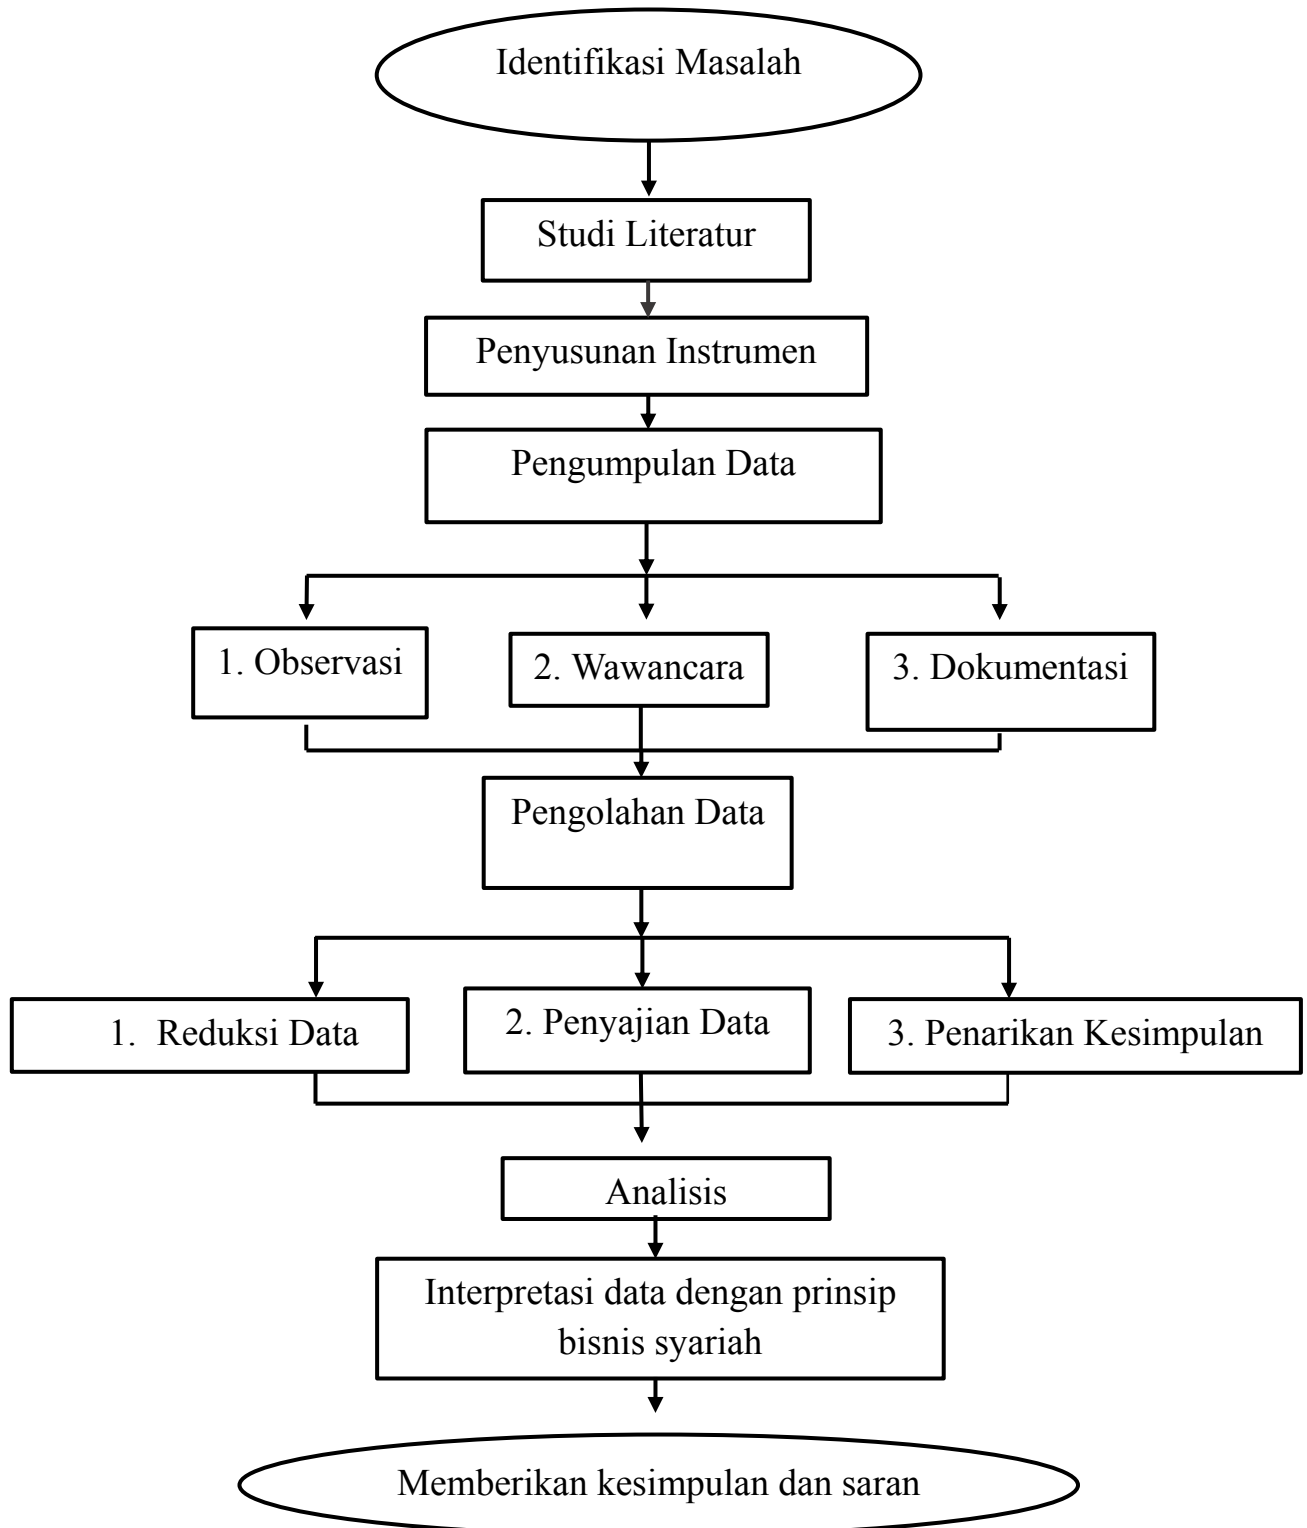 Identifikasi Masalah
Studi Literatur
Penyusunan Instrumen
Pengumpulan Data
1. Observasi
2. Wawancara
3. Dokumentasi
Pengolahan Data
1. Reduksi Data
2. Penyajian Data
3. Penarikan Kesimpulan
Analisis
Interpretasi data dengan prinsip
bisnis syariah
Memberikan kesimpulan dan saran